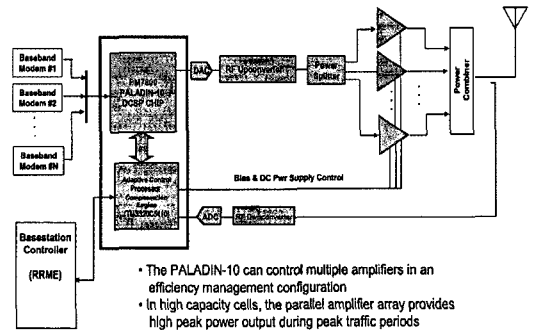 Baseband
Modem #1
Baseband
Modem #2
Baseband
Modem #N
PM7800
PALADIN-10
DCSP CHIP
DAC
RF Upconverter
Power
Splitter
Power
Combiner
Adaptive Control
Processor
Compensation
Engine
Bias & DC Pwr Supply Control
ADC
RF Downconverter
Basestation
Controller
(RRME)
• The PALADIN-10 can control multiple amplifiers in an
efficiency management configuration
• In high capacity cells, the parallel amplifier array provides
high peak power output during peak traffic periods